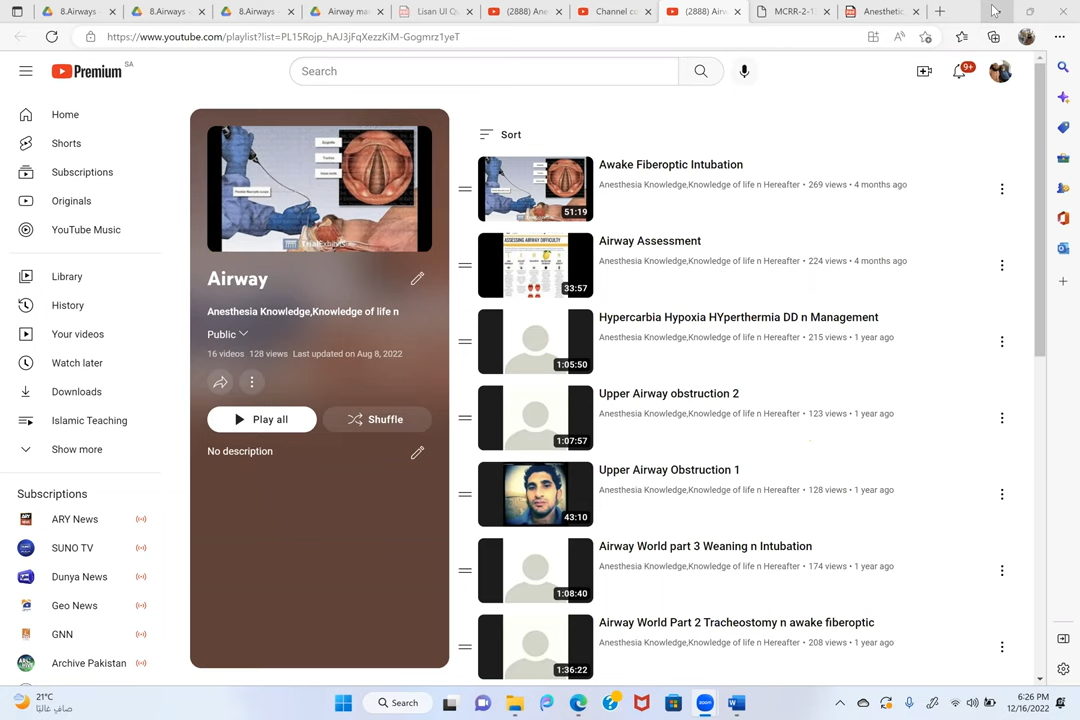 8.Airways -
8.Airways -
8.Airways -
Airway ma
Lisan Ul Q
(2888) Ane
Channel co
(2888) Air
MCRR-2-1
Anesthetic
https://www.youtube.com/playlist?list=PL15Rojp_hAJ3jFqXezzKiM-Gogmrz1yeT
Premium SA
Search
9+
Home
Shorts
Subscriptions
Originals
YouTube Music
Library
History
Your videos
Watch later
Downloads
Islamic Teaching
Show more
Subscriptions
ARY News
SUNO TV
Dunya News
Geo News
GNN
Archive Pakistan
Airway
Anesthesia Knowledge,Knowledge of life n
Public
16 videos 128 views Last updated on Aug 8, 2022
Play all
Shuffle
No description
Sort
Awake Fiberoptic Intubation
Anesthesia Knowledge,Knowledge of life n Hereafter • 269 views • 4 months ago
51:19
Airway Assessment
Anesthesia Knowledge,Knowledge of life n Hereafter • 224 views • 4 months ago
ASSESSING AIRWAY DIFFICULTY
33:57
Hypercarbia Hypoxia HYperthermia DD n Management
Anesthesia Knowledge,Knowledge of life n Hereafter • 215 views • 1 year ago
1:05:50
Upper Airway obstruction 2
Anesthesia Knowledge,Knowledge of life n Hereafter • 123 views • 1 year ago
1:07:57
Upper Airway Obstruction 1
Anesthesia Knowledge,Knowledge of life n Hereafter • 128 views • 1 year ago
43:10
Airway World part 3 Weaning n Intubation
Anesthesia Knowledge,Knowledge of life n Hereafter • 174 views • 1 year ago
1:08:40
Airway World Part 2 Tracheostomy n awake fiberoptic
Anesthesia Knowledge,Knowledge of life n Hereafter • 208 views • 1 year ago
1:36:22
21°C
صافٍ غالبًا
Search
zoom
6:26 PM
12/16/2022